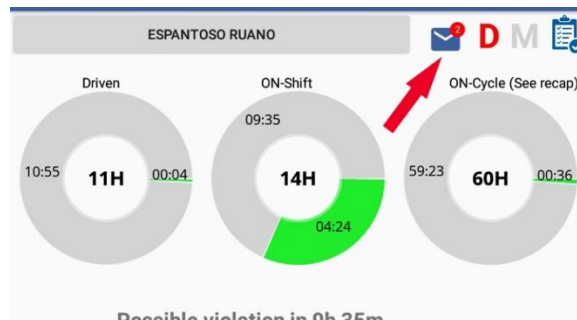 ESPANTOSO RUANO
2
D
M
Driven
ON-Shift
ON-Cycle (See recap)
10:55
11H
00:04
09:35
14H
04:24
59:23
60H
00:36
Possible violation in 9h 35m